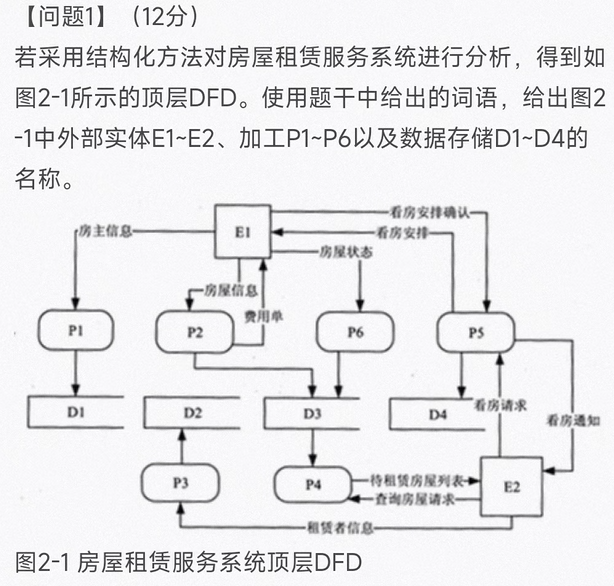 【问题1】（12分）
若采用结构化方法对房屋租赁服务系统进行分析，得到如
图2-1所示的顶层DFD。使用题干中给出的词语，给出图2
-1中外部实体E1~E2、加工P1~P6以及数据存储D1~D4的
名称。
看房安排确认
房主信息
E1
看房安排
房屋状态
房屋信息
费用单
P1
P2
P6
P5
D1
D2
D3
D4
看房请求
看房通知
P3
P4
待租赁房屋列表
E2
查询房屋请求
租赁者信息
图2-1 房屋租赁服务系统顶层DFD